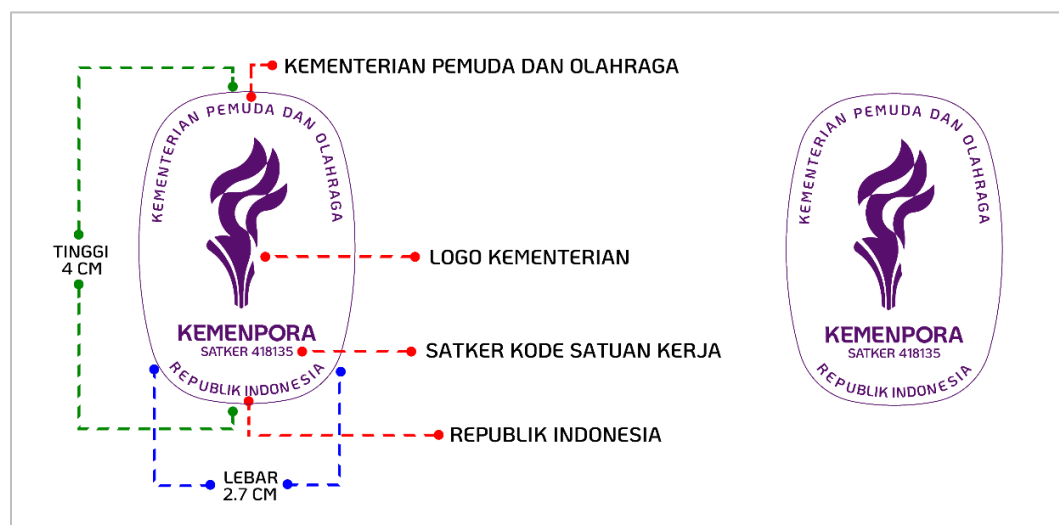 KEMENTERIAN PEMUDA DAN OLAHRAGA
KEMENTERIAN PEMUDA DAN OLAHRAGA
TINGGI
4 CM
LOGO KEMENTERIAN
KEMENPORA
SATKER 418135
SATKER KODE SATUAN KERJA
REPUBLIK INDONESIA
REPUBLIK INDONESIA
LEBAR
2.7 CM
KEMENTERIAN PEMUDA DAN OLAHRAGA
KEMENPORA
SATKER 418135
REPUBLIK INDONESIA